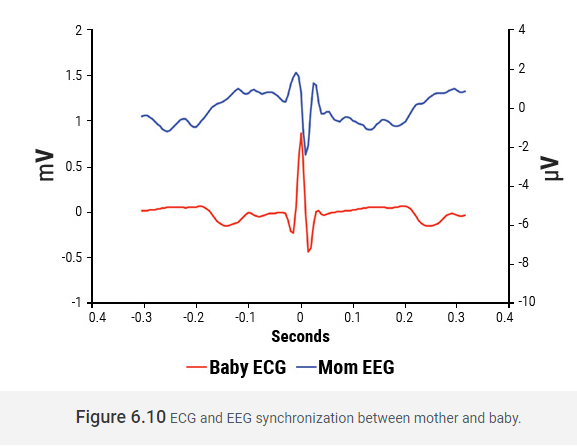 2 4
1.5 2
1 0
0.5 -2
0 -4
-0.5 -6
-1 -8
-10
mV
μV
0.4 -0.3 -0.2 -0.1 0 0.1 0.2 0.3 0.4
Seconds
Baby ECG Mom EEG
Figure 6.10 ECG and EEG synchronization between mother and baby.